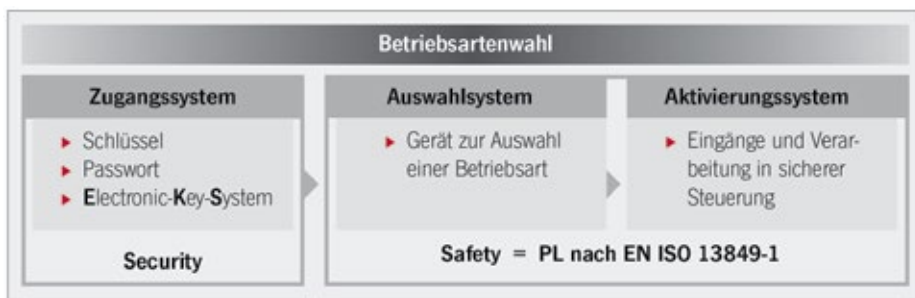 Betriebsartenwahl
Zugangssystem
Schlüssel
Passwort
Electronic-Key-System
Security
Auswahlsystem
Gerät zur Auswahl
einer Betriebsart
Aktivierungssystem
Eingänge und Verar-
beitung in sicherer
Steuerung
Safety = PL nach EN ISO 13849-1